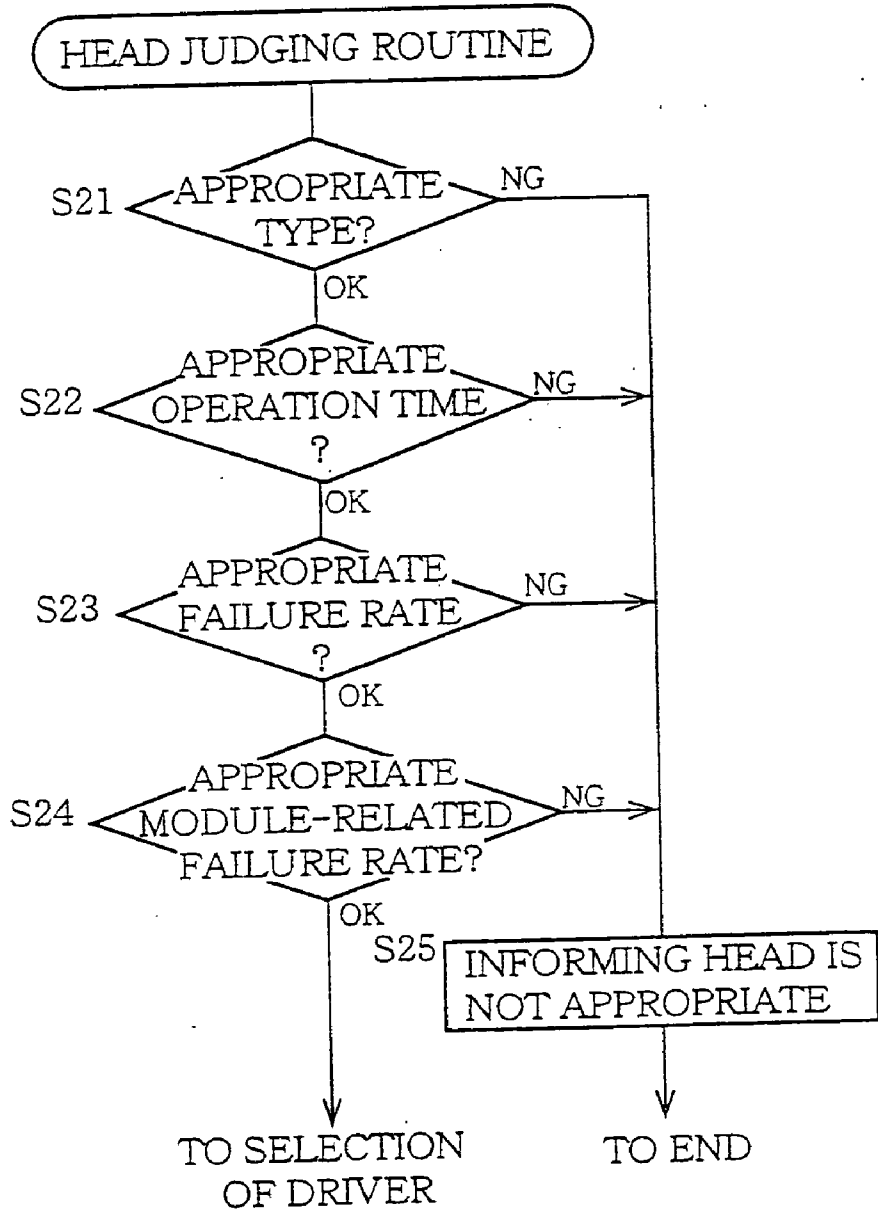 HEAD JUDGING ROUTINE
S21
APPROPRIATE
TYPE?
NG
OK
S22
APPROPRIATE
OPERATION TIME
?
NG
OK
S23
APPROPRIATE
FAILURE RATE
?
NG
OK
S24
APPROPRIATE
MODULE-RELATED
FAILURE RATE?
NG
OK
S25
INFORMING HEAD IS
NOT APPROPRIATE
TO SELECTION
OF DRIVER
TO END